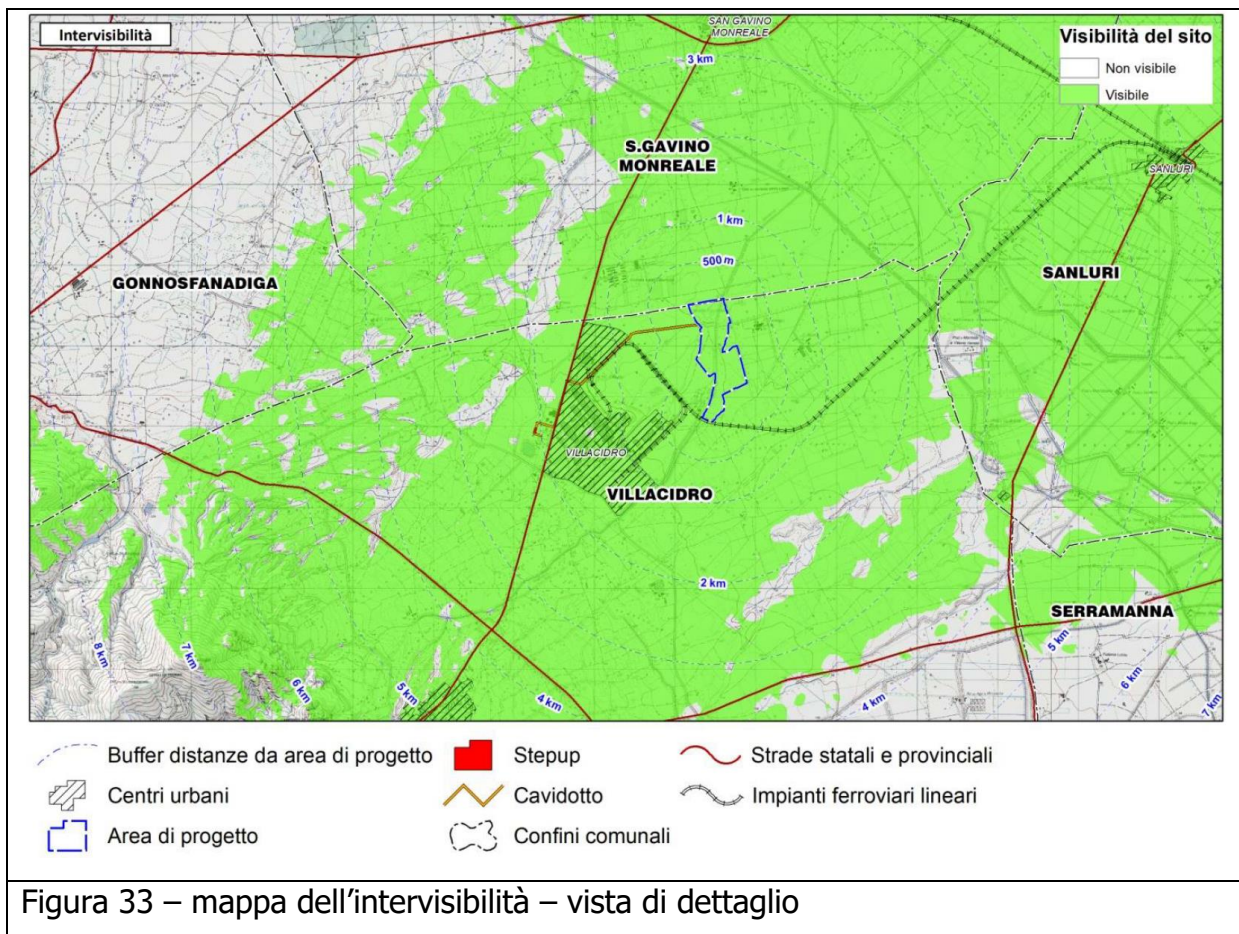 Intervisibilità
SAN GAVINO
MONREALE
Visibilità del sito
Non visibile
Visibile
3 km
S.GAVINO
MONREALE
SANLURI
1 km
500 m
GONNOSFANADIGA
SANLURI
VILLACIDRO
VILLACIDRO
2 km
SERRAMANNA
8 km
7 km
6 km
5 km
4 km
4 km
5 km
6 km
7 km
Buffer distanze da area di progetto
Stepup
Strade statali e provinciali
Centri urbani
Cavidotto
Impianti ferroviari lineari
Area di progetto
Confini comunali
Figura 33 – mappa dell’intervisibilità – vista di dettaglio